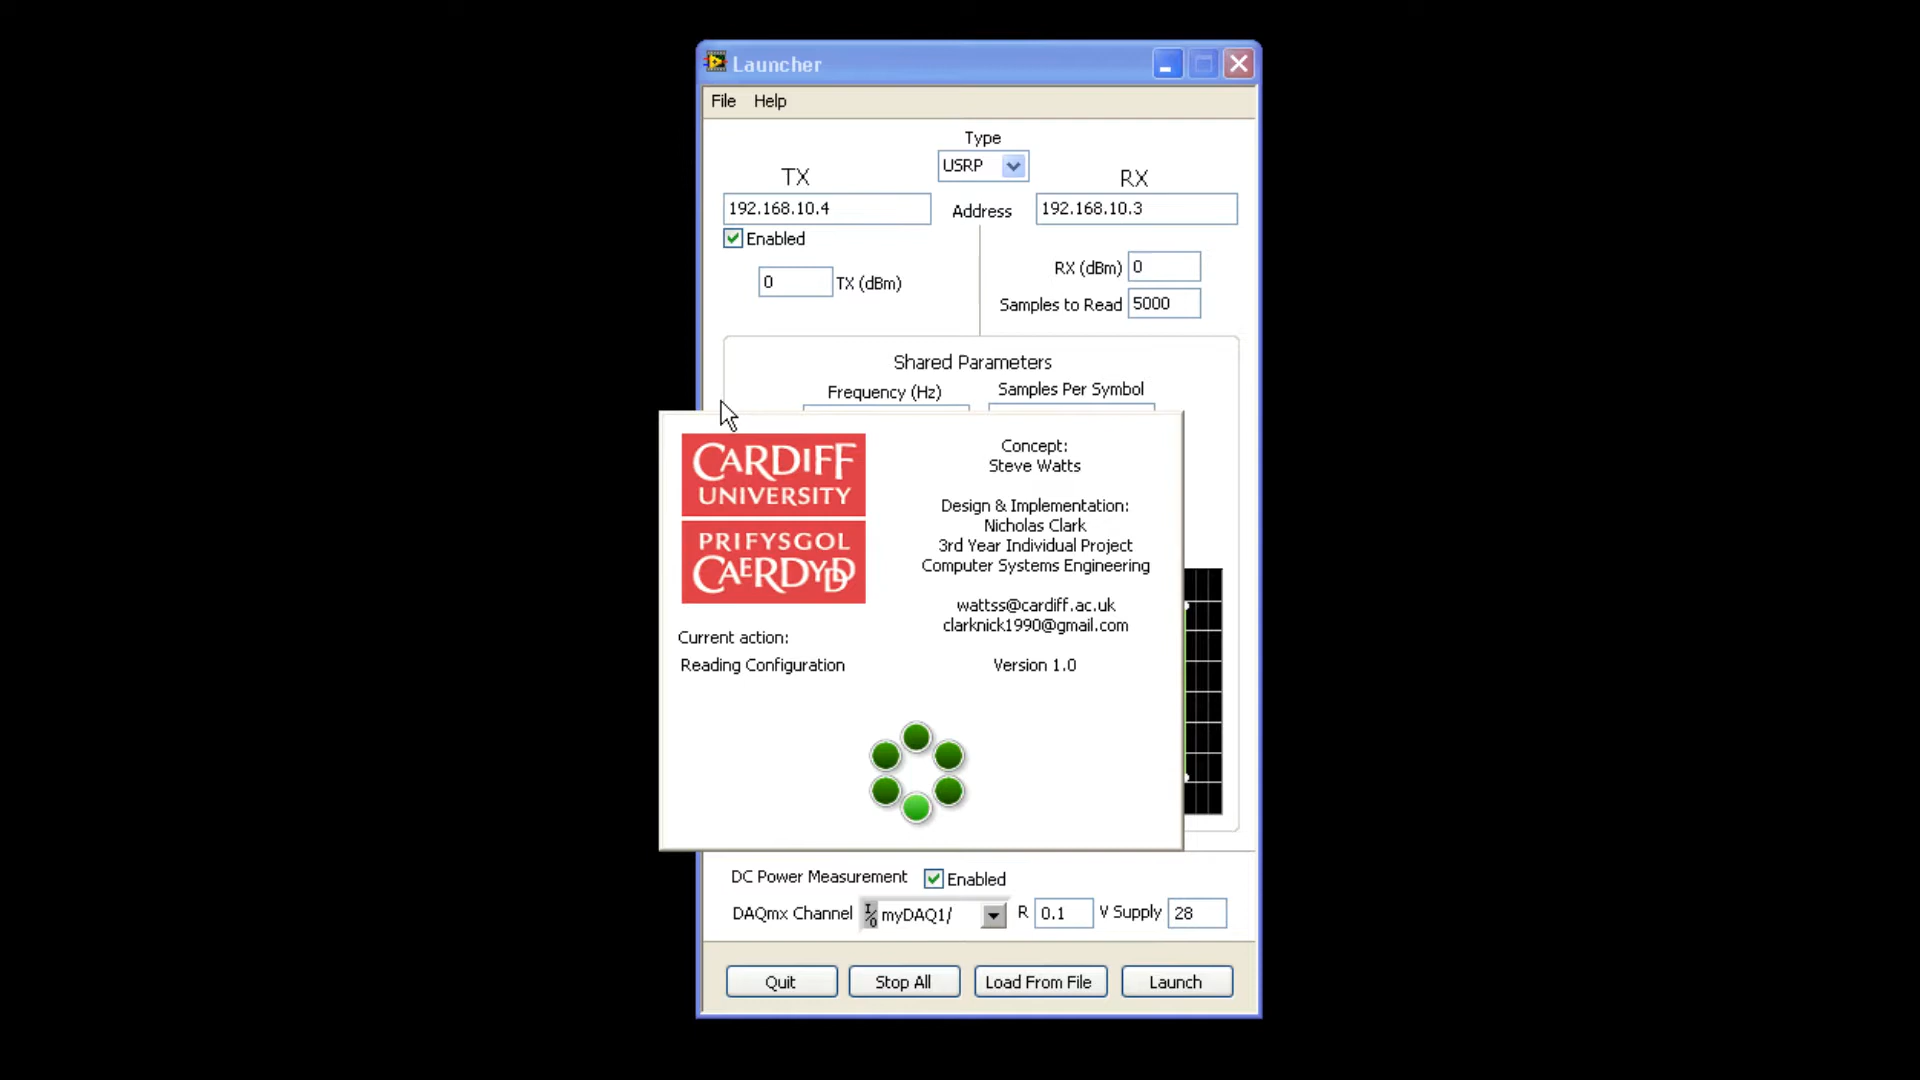 Launcher
File Help
Type
USRP
TX
RX
192.168.10.4
Address
192.168.10.3
Enabled
RX (dBm) 0
0 TX (dBm)
Samples to Read 5000
Shared Parameters
Frequency (Hz)
Samples Per Symbol
CARDIFF
UNIVERSITY
PRIFYSGOL
CAERDYDD
Concept:
Steve Watts
Design & Implementation:
Nicholas Clark
3rd Year Individual Project
Computer Systems Engineering
wattss@cardiff.ac.uk
clarknick1990@gmail.com
Version 1.0
Current action:
Reading Configuration
DC Power Measurement Enabled
DAQmx Channel I/0 myDAQ1/ R 0.1 V Supply 28
Quit Stop All Load From File Launch